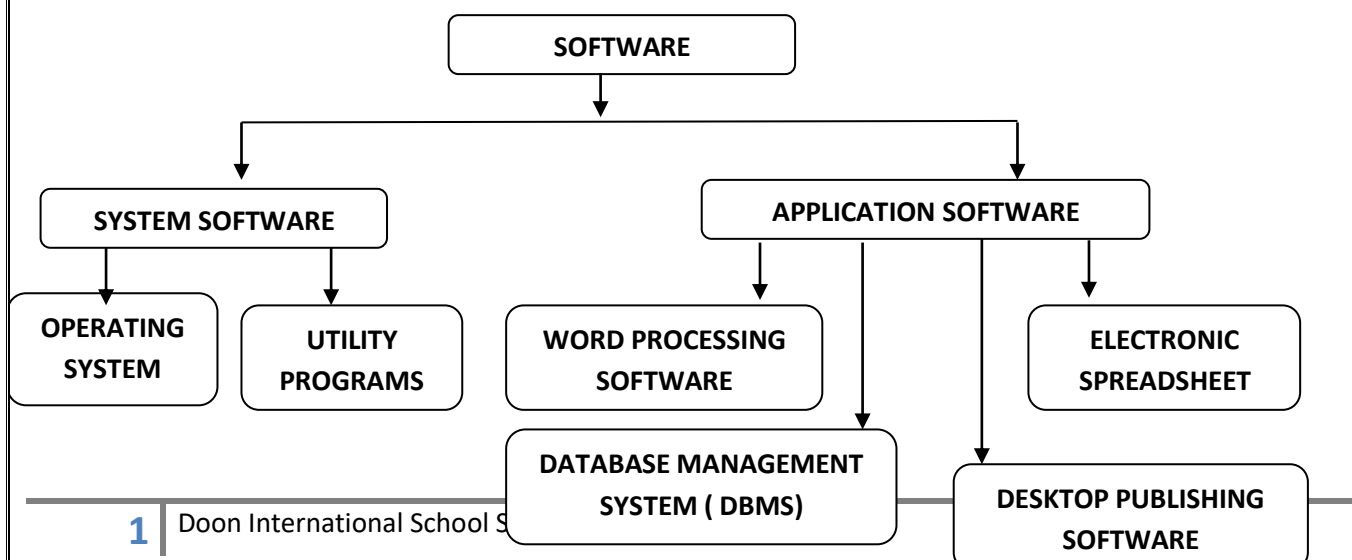 SOFTWARE
SYSTEM SOFTWARE
APPLICATION SOFTWARE
OPERATING
SYSTEM
UTILITY
PROGRAMS
WORD PROCESSING
SOFTWARE
ELECTRONIC
SPREADSHEET
DATABASE MANAGEMENT
SYSTEM ( DBMS)
DESKTOP PUBLISHING
SOFTWARE
1 Doon International School